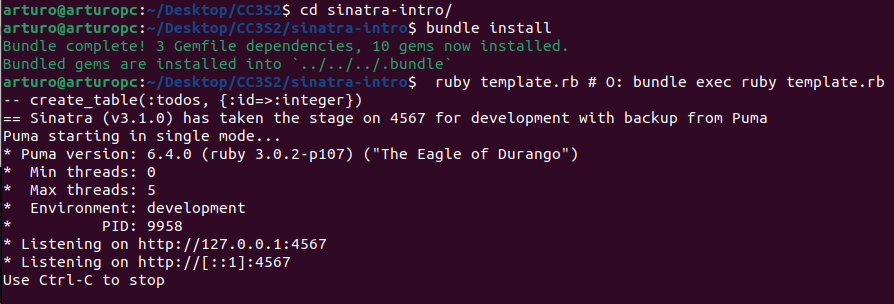 arturo@arturopc:~/Desktop/CC3S2$ cd sinatra-intro/
arturo@arturopc:~/Desktop/CC3S2/sinatra-intro$ bundle install
Bundle complete! 3 Gemfile dependencies, 10 gems now installed.
Bundled gems are installed into `../../../.bundle`
arturo@arturopc:~/Desktop/CC3S2/sinatra-intro$  ruby template.rb # O: bundle exec ruby template.rb
-- create_table(:todos, {:id=>:integer})
== Sinatra (v3.1.0) has taken the stage on 4567 for development with backup from Puma
Puma starting in single mode...
* Puma version: 6.4.0 (ruby 3.0.2-p107) ("The Eagle of Durango")
*  Min threads: 0
*  Max threads: 5
*  Environment: development
*          PID: 9958
* Listening on http://127.0.0.1:4567
* Listening on http://[::1]:4567
Use Ctrl-C to stop